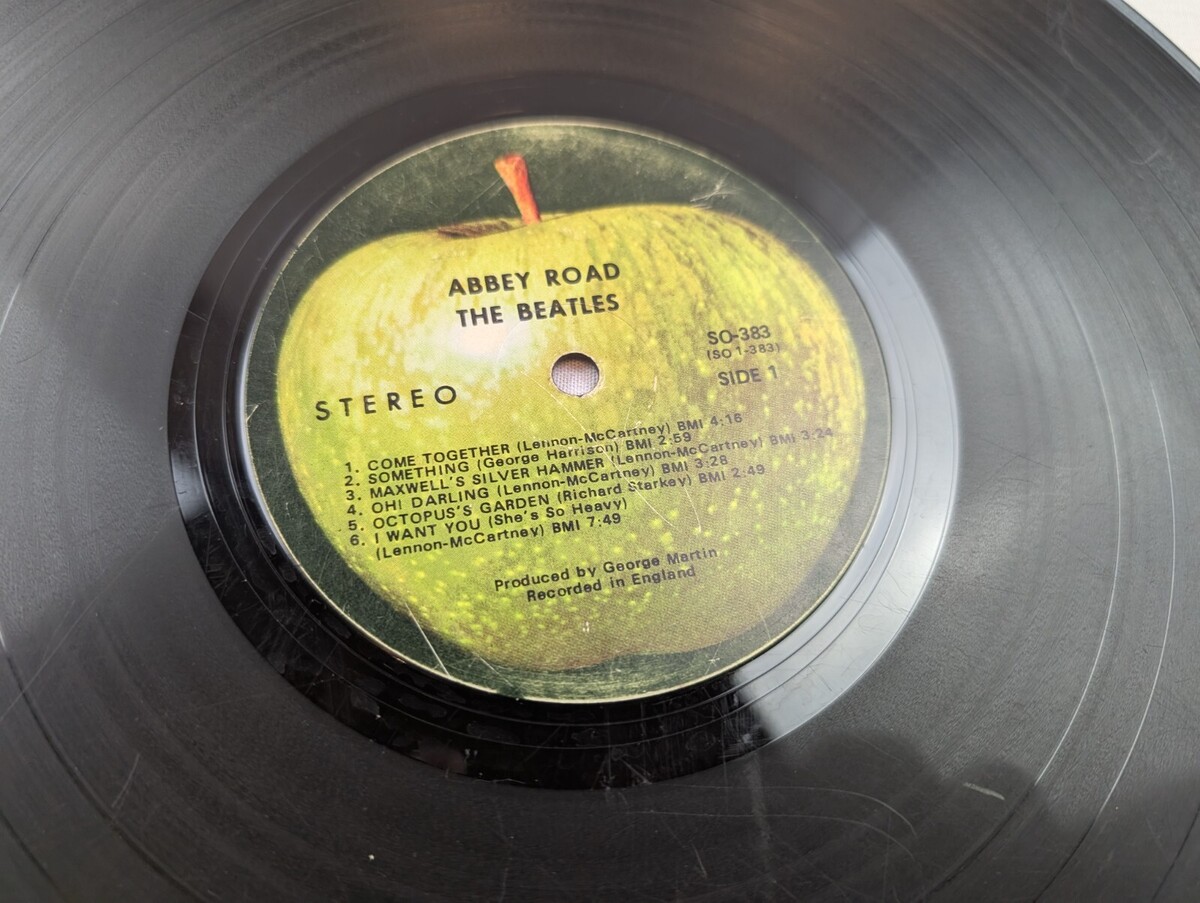 ABBEY ROAD
THE BEATLES
SO-383
(SO 1-383)
SIDE 1
STEREO
1. COME TOGETHER (Lennon-McCartney) BMI 4:16
2. SOMETHING (George Harrison) BMI 2:59
3. MAXWELL'S SILVER HAMMER (Lennon-McCartney) BMI 3:24
4. OH! DARLING (Lennon-McCartney) BMI 3:28
5. OCTOPUS'S GARDEN (Richard Starkey) BMI 2:49
6. I WANT YOU (She's So Heavy)
(Lennon-McCartney) BMI 7:49
Produced by George Martin
Recorded in England